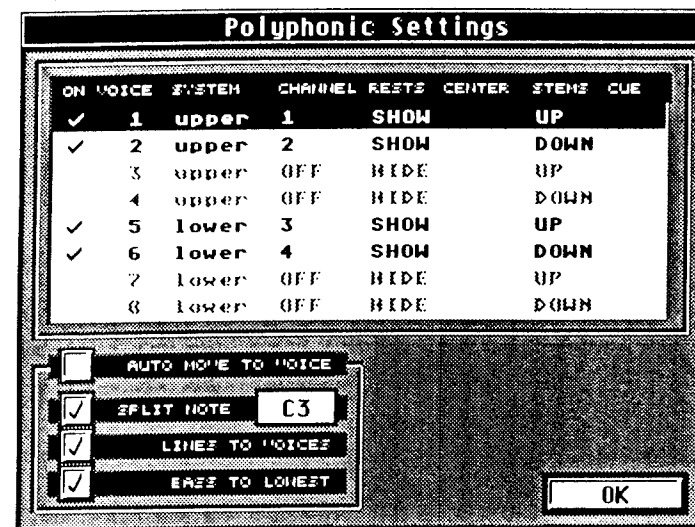 Polyphonic Settings
ON VOICE SYSTEM CHANNEL RESTS CENTER STEMS CUE
✓ 1 upper 1 SHOW UP
✓ 2 upper 2 SHOW DOWN
3 upper OFF HIDE UP
4 upper OFF HIDE DOWN
✓ 5 lower 3 SHOW UP
✓ 6 lower 4 SHOW DOWN
7 lower OFF HIDE UP
8 lower OFF HIDE DOWN
AUTO MOVE TO VOICE
✓ SPLIT NOTE C3
✓ LINES TO VOICES
✓ BASS TO LOWEST
OK